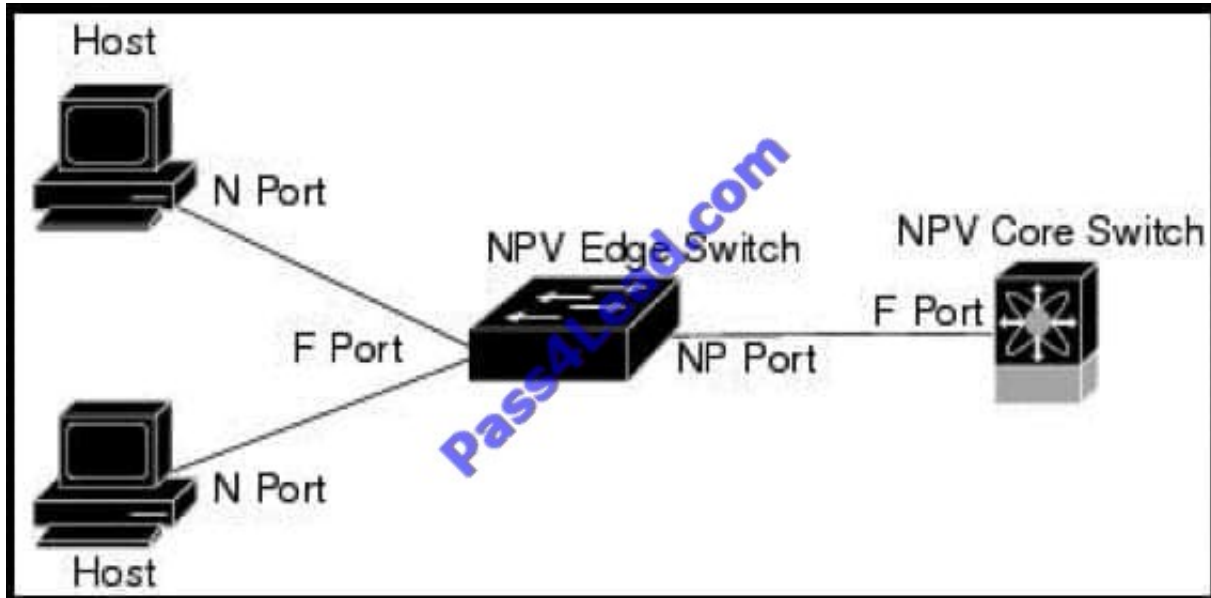 Host
N Port
NPV Edge Switch
NPV Core Switch
F Port
F Port
NP Port
N Port
Host
Pass4Lead.com